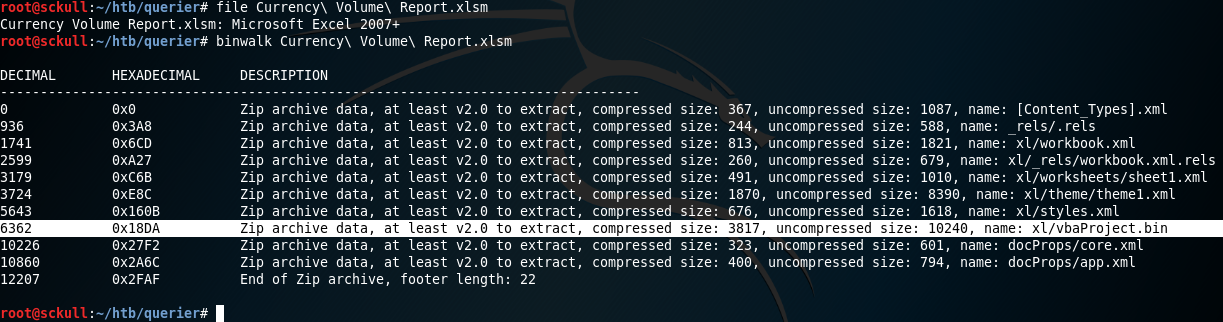 root@sckull:~/htb/querier# file Currency\ Volume\ Report.xlsm
Currency Volume Report.xlsm: Microsoft Excel 2007+
root@sckull:~/htb/querier# binwalk Currency\ Volume\ Report.xlsm

DECIMAL       HEXADECIMAL     DESCRIPTION
--------------------------------------------------------------------------------
0             0x0             Zip archive data, at least v2.0 to extract, compressed size: 367, uncompressed size: 1087, name: [Content_Types].xml
936           0x3A8           Zip archive data, at least v2.0 to extract, compressed size: 244, uncompressed size: 588, name: _rels/.rels
1741          0x6CD           Zip archive data, at least v2.0 to extract, compressed size: 813, uncompressed size: 1821, name: xl/workbook.xml
2599          0xA27           Zip archive data, at least v2.0 to extract, compressed size: 260, uncompressed size: 679, name: xl/_rels/workbook.xml.rels
3179          0xC6B           Zip archive data, at least v2.0 to extract, compressed size: 491, uncompressed size: 1010, name: xl/worksheets/sheet1.xml
3724          0xE8C           Zip archive data, at least v2.0 to extract, compressed size: 1870, uncompressed size: 8390, name: xl/theme/theme1.xml
5643          0x160B          Zip archive data, at least v2.0 to extract, compressed size: 676, uncompressed size: 1618, name: xl/styles.xml
6362          0x18DA          Zip archive data, at least v2.0 to extract, compressed size: 3817, uncompressed size: 10240, name: xl/vbaProject.bin
10226         0x27F2          Zip archive data, at least v2.0 to extract, compressed size: 323, uncompressed size: 601, name: docProps/core.xml
10860         0x2A6C          Zip archive data, at least v2.0 to extract, compressed size: 400, uncompressed size: 794, name: docProps/app.xml
12207         0x2FAF          End of Zip archive, footer length: 22

root@sckull:~/htb/querier#